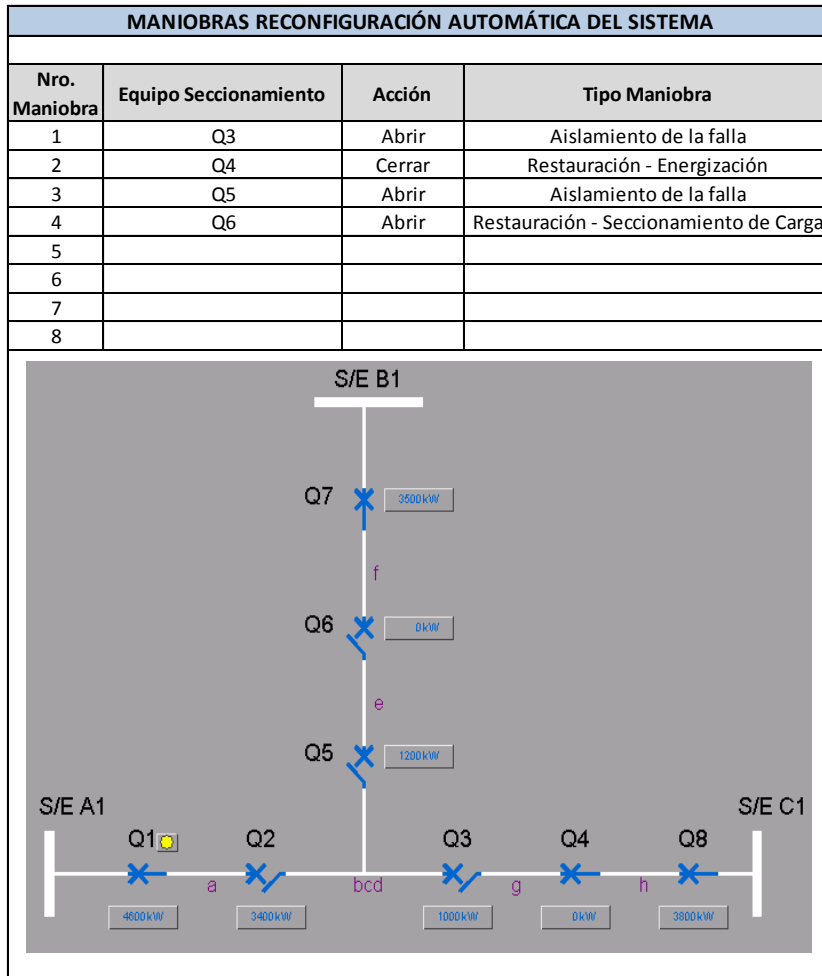 MANIOBRAS RECONFIGURACIÓN AUTOMÁTICA DEL SISTEMA
Nro. Maniobra Equipo Seccionamiento Acción Tipo Maniobra
1 Q3 Abrir Aislamiento de la falla
2 Q4 Cerrar Restauración - Energización
3 Q5 Abrir Aislamiento de la falla
4 Q6 Abrir Restauración - Seccionamiento de Carga
5
6
7
8
S/E B1
Q7 3500kW
f
Q6 0kW
e
Q5 1200kW
S/E A1 S/E C1
Q1 Q2 Q3 Q4 Q8
a bcd g h
4600kW 3400kW 1000kW 0kW 3800kW